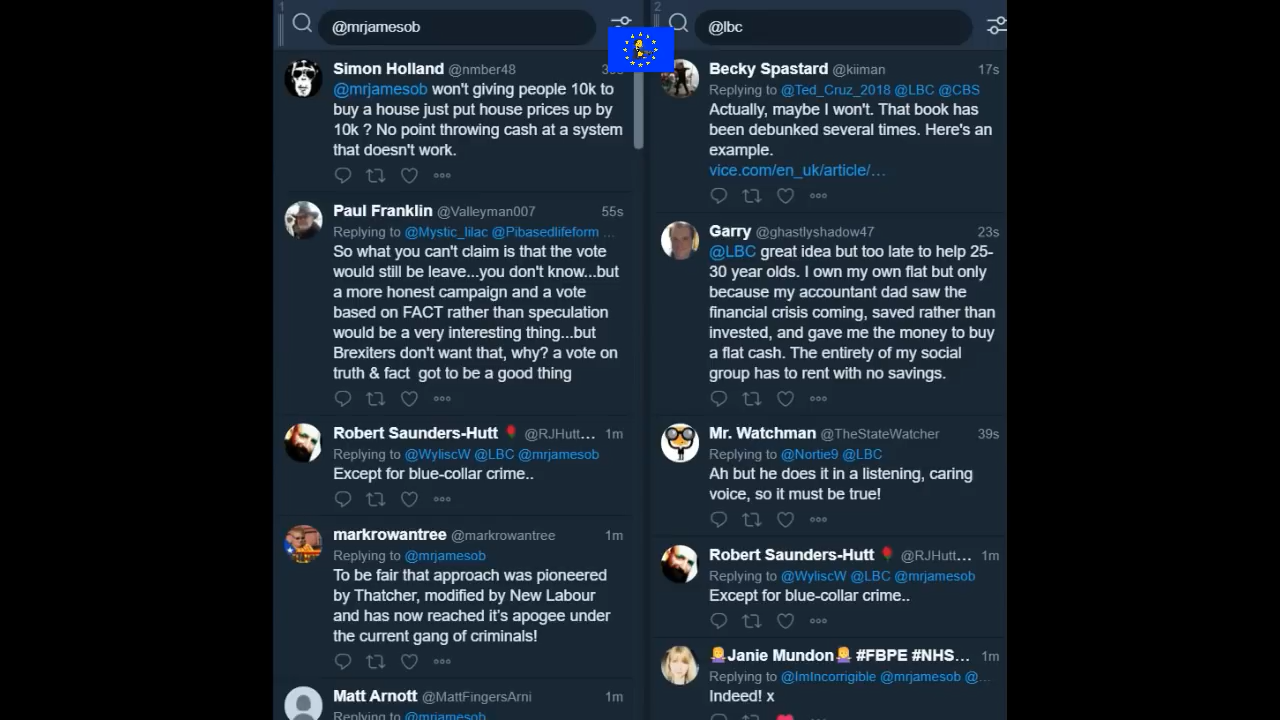 1
@mrjamesob
Simon Holland @nmber48
@mrjamesob won't giving people 10k to
buy a house just put house prices up by
10k ? No point throwing cash at a system
that doesn't work.
Paul Franklin @Valleyman007 55s
Replying to @Mystic_lilac @Pibasedlifeform ...
So what you can't claim is that the vote
would still be leave...you don't know...but
a more honest campaign and a vote
based on FACT rather than speculation
would be a very interesting thing...but
Brexiters don't want that, why? a vote on
truth & fact  got to be a good thing
Robert Saunders-Hutt 🌹 @RJHutt... 1m
Replying to @WyliscW @LBC @mrjamesob
Except for blue-collar crime..
markrowantree @markrowantree 1m
Replying to @mrjamesob
To be fair that approach was pioneered
by Thatcher, modified by New Labour
and has now reached it's apogee under
the current gang of criminals!
Matt Arnott @MattFingersArni 1m
Replying to @mrjamesob
2
@lbc
Becky Spastard @kiiman 17s
Replying to @Ted_Cruz_2018 @LBC @CBS
Actually, maybe I won't. That book has
been debunked several times. Here's an
example.
vice.com/en_uk/article/...
Garry @ghastlyshadow47 23s
@LBC great idea but too late to help 25-
30 year olds. I own my own flat but only
because my accountant dad saw the
financial crisis coming, saved rather than
invested, and gave me the money to buy
a flat cash. The entirety of my social
group has to rent with no savings.
Mr. Watchman @TheStateWatcher 39s
Replying to @Nortie9 @LBC
Ah but he does it in a listening, caring
voice, so it must be true!
Robert Saunders-Hutt 🌹 @RJHutt... 1m
Replying to @WyliscW @LBC @mrjamesob
Except for blue-collar crime..
Janie Mundon #FBPE #NHS... 1m
Replying to @ImIncorrigible @mrjamesob @...
Indeed! x